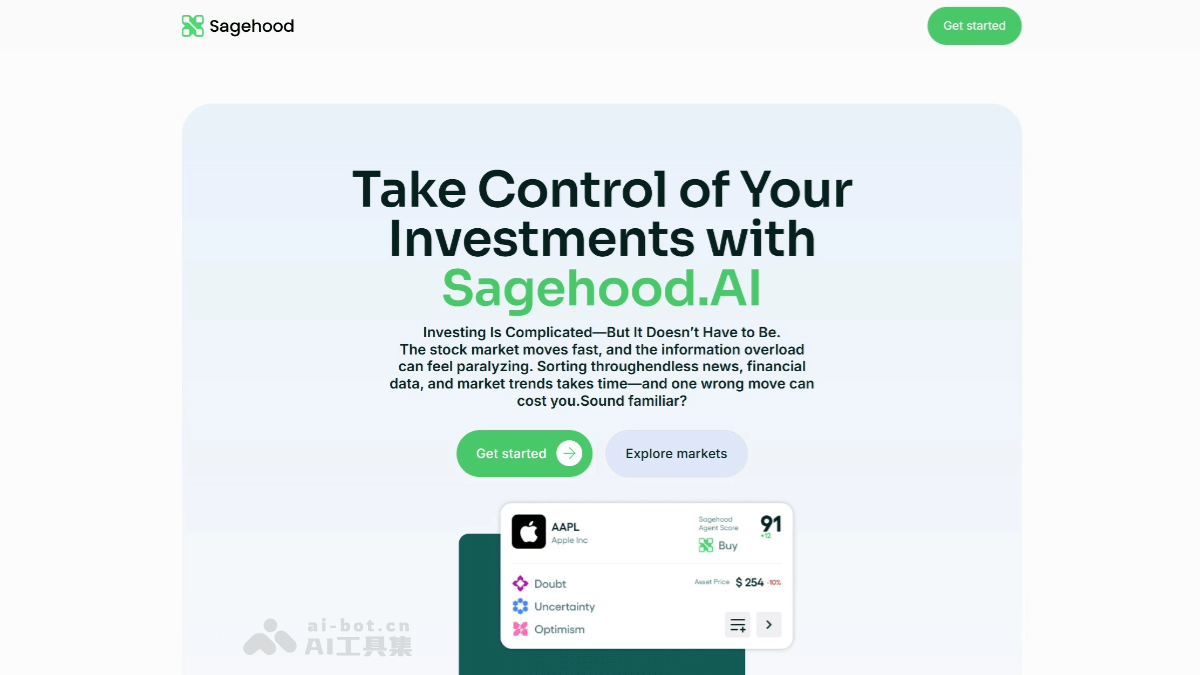 Sagehood
Get started
Take Control of Your
Investments with
Sagehood.AI
Investing Is Complicated—But It Doesn’t Have to Be.
The stock market moves fast, and the information overload
can feel paralyzing. Sorting throughendless news, financial
data, and market trends takes time—and one wrong move can
cost you.Sound familiar?
Get started
Explore markets
AAPL
Apple Inc
Sagehood
Agent Score
91
+12
Buy
Doubt
Asset Price $ 254 -10%
Uncertainty
Optimism
ai-bot.cn
AI工具集